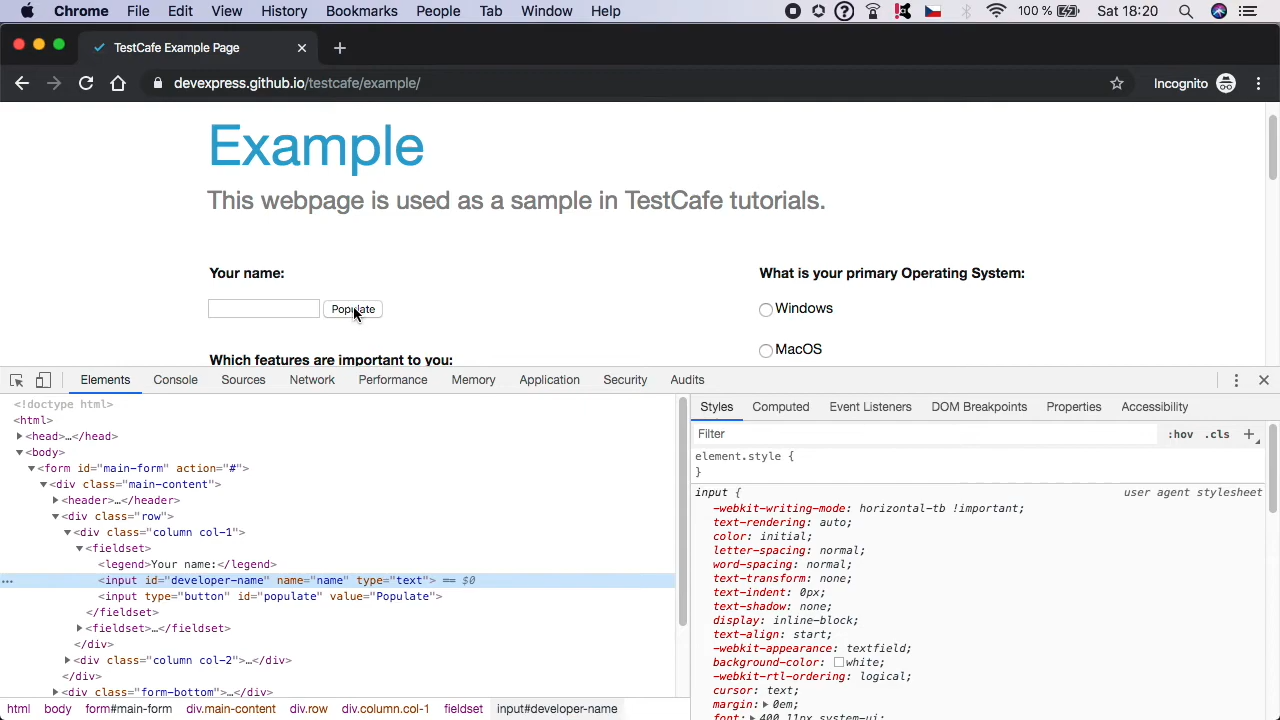 Chrome File Edit View History Bookmarks People Tab Window Help 100 % Sat 18:20
TestCafe Example Page
devexpress.github.io/testcafe/example/ Incognito
Example
This webpage is used as a sample in TestCafe tutorials.
Your name: What is your primary Operating System:
Populate Windows
MacOS
Which features are important to you:
Elements Console Sources Network Performance Memory Application Security Audits
<!doctype html>
<html>
<head>…</head>
<body>
<form id="main-form" action="#">
<div class="main-content">
<header>…</header>
<div class="row">
<div class="column col-1">
<fieldset>
<legend>Your name:</legend>
… <input id="developer-name" name="name" type="text"> == $0
<input type="button" id="populate" value="Populate">
</fieldset>
<fieldset>…</fieldset>
</div>
<div class="column col-2">…</div>
</div>
<div class="form-bottom">…</div>
html body form#main-form div.main-content div.row div.column.col-1 fieldset input#developer-name
Styles Computed Event Listeners DOM Breakpoints Properties Accessibility
Filter :hov .cls +
element.style {
}
input { user agent stylesheet
-webkit-writing-mode: horizontal-tb !important;
text-rendering: auto;
color: initial;
letter-spacing: normal;
word-spacing: normal;
text-transform: none;
text-indent: 0px;
text-shadow: none;
display: inline-block;
text-align: start;
-webkit-appearance: textfield;
background-color: white;
-webkit-rtl-ordering: logical;
cursor: text;
margin: 0em;
font: 400 11px system-ui;